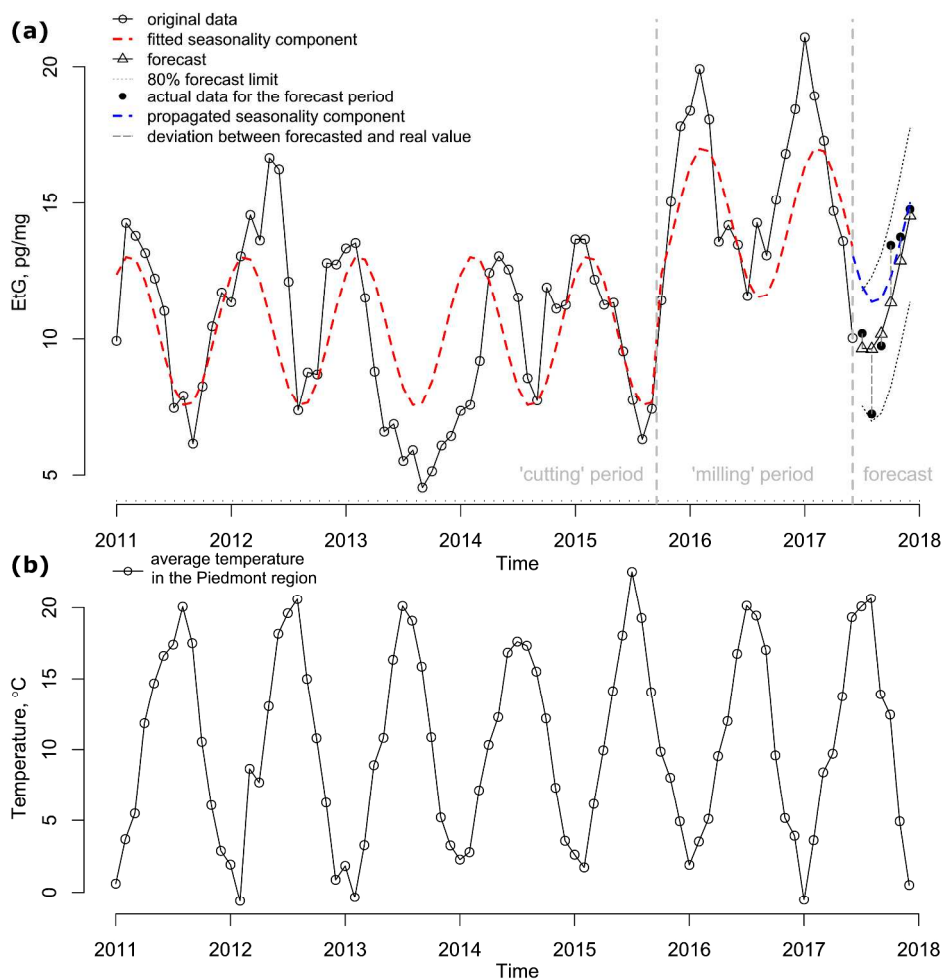 (a)
original data
fitted seasonality component
forecast
80% forecast limit
actual data for the forecast period
propagated seasonality component
deviation between forecasted and real value
EtG, pg/mg
20
15
10
5
'cutting' period
'milling' period
forecast
2011 2012 2013 2014 2015 2016 2017 2018
Time
(b)
average temperature
in the Piedmont region
Temperature, °C
20
15
10
5
0
2011 2012 2013 2014 2015 2016 2017 2018
Time